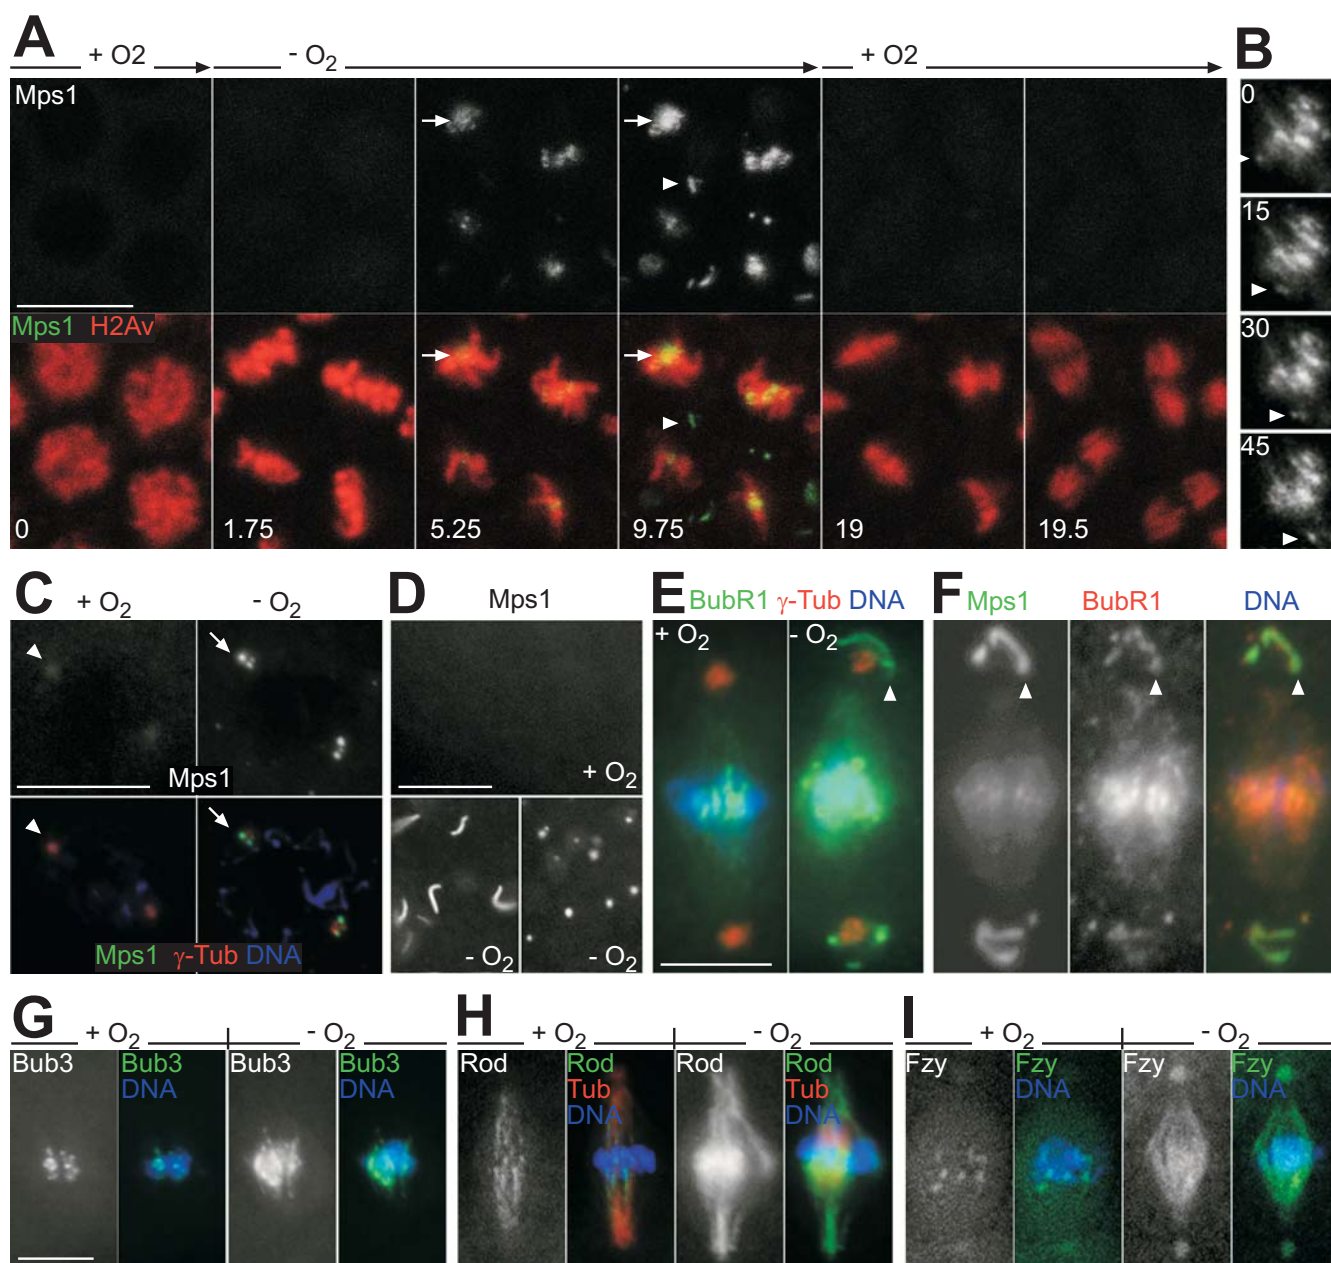 A
+ O2
- O2
+ O2
B
Mps1
0
15
Mps1 H2Av
30
45
0
1.75
5.25
9.75
19
19.5
C
+ O2
- O2
D
Mps1
E
BubR1 γ-Tub DNA
F
Mps1
BubR1
DNA
+ O2
- O2
Mps1
+ O2
Mps1 γ-Tub DNA
- O2
- O2
G
+ O2
- O2
H
+ O2
- O2
I
+ O2
- O2
Bub3
Bub3
DNA
Bub3
Bub3
DNA
Rod
Rod
Tub
DNA
Rod
Rod
Tub
DNA
Fzy
Fzy
DNA
Fzy
Fzy
DNA